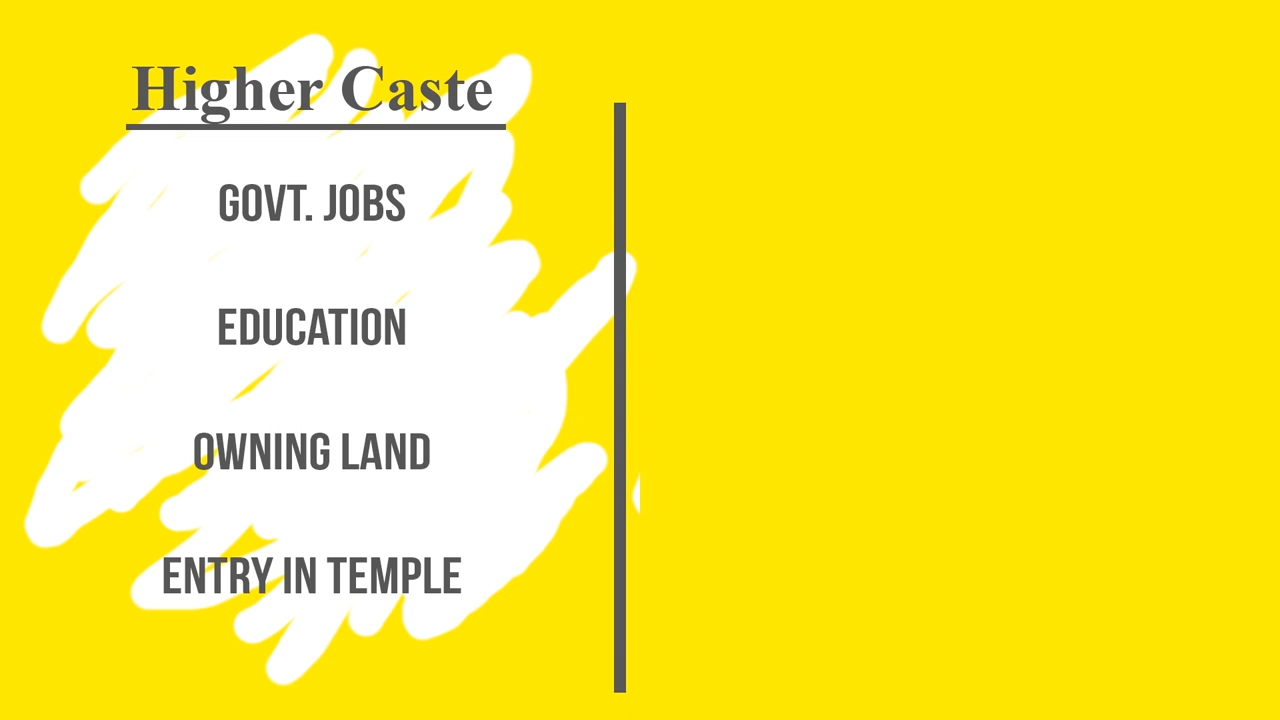 Higher Caste
GOVT. JOBS
EDUCATION
OWNING LAND
ENTRY IN TEMPLE